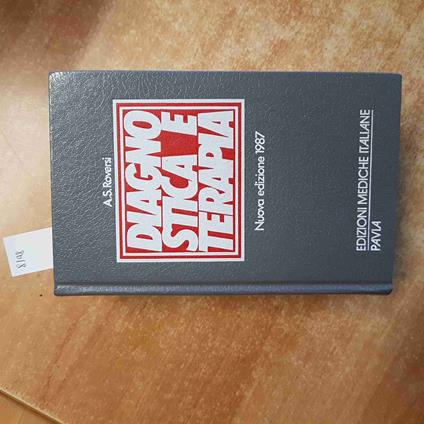 A.S. Roversi
DIAGNO
STICA E
TERAPIA
Nuova edizione 1987
EDIZIONI MEDICHE ITALIANE
PAVIA